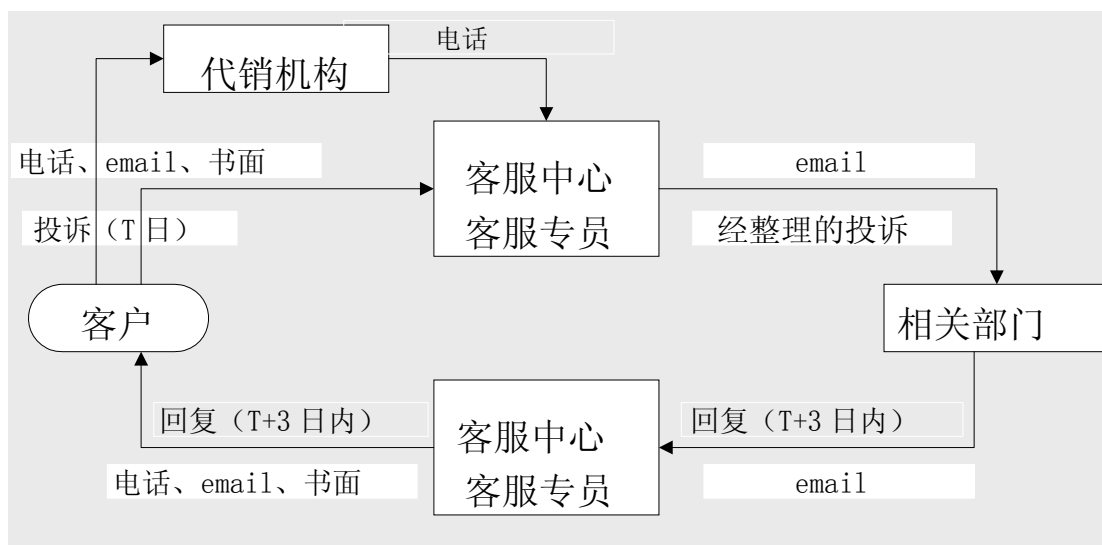 电话
代销机构
电话、email、书面
客服中心
客服专员
email
投诉（T日）
经整理的投诉
客户
相关部门
回复（T+3日内）
客服中心
客服专员
回复（T+3日内）
电话、email、书面
email